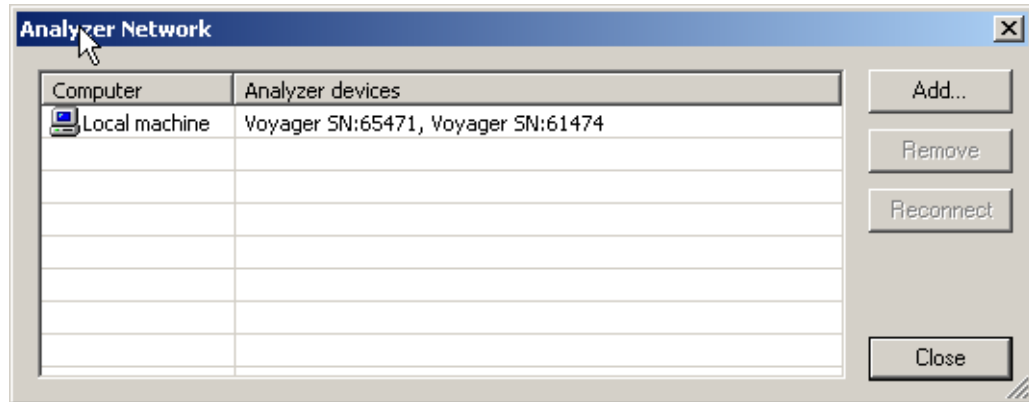 Analyzer Network
Computer Analyzer devices
Local machine Voyager SN:65471, Voyager SN:61474
Add...
Remove
Reconnect
Close